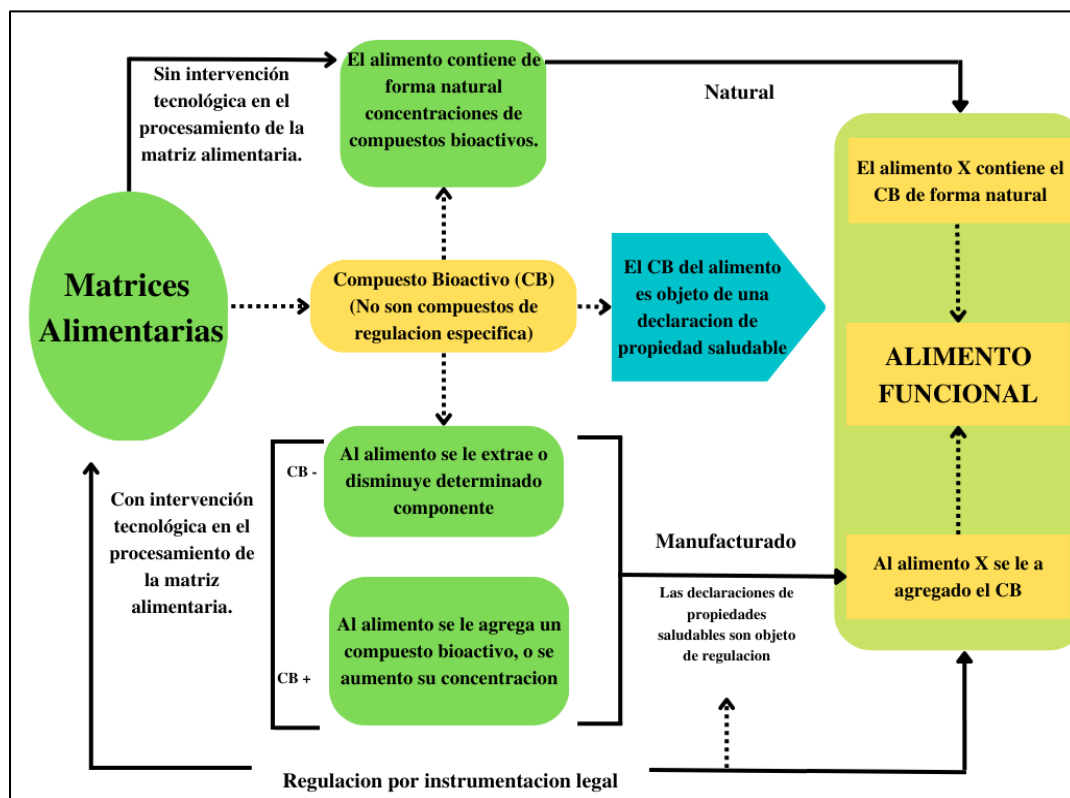 Sin intervención
tecnológica en el
procesamiento de la
matriz alimentaria.
El alimento contiene de
forma natural
concentraciones de
compuestos bioactivos.
Natural
El alimento X contiene el
CB de forma natural
Matrices
Alimentarias
Compuesto Bioactivo (CB)
(No son compuestos de
regulacion especifica)
El CB del alimento
es objeto de una
declaracion de
propiedad saludable
ALIMENTO
FUNCIONAL
Con intervención
tecnológica en el
procesamiento de
la matriz
alimentaria.
CB -
Al alimento se le extrae o
disminuye determinado
componente
CB +
Al alimento se le agrega un
compuesto bioactivo, o se
aumento su concentracion
Manufacturado
Las declaraciones de
propiedades
saludables son objeto
de regulacion
Al alimento X se le a
agregado el CB
Regulacion por instrumentacion legal